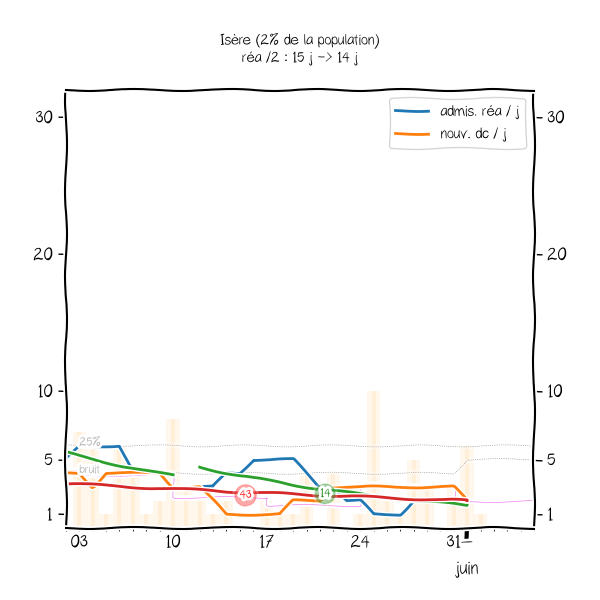 Isère (2% de la population)
réa /2 : 15 j -> 14 j
admis. réa / j
nouv. dc / j
30
30
20
20
10
10
25%
5
5
bruit
43
14
1
1
03 10 17 24 31
juin